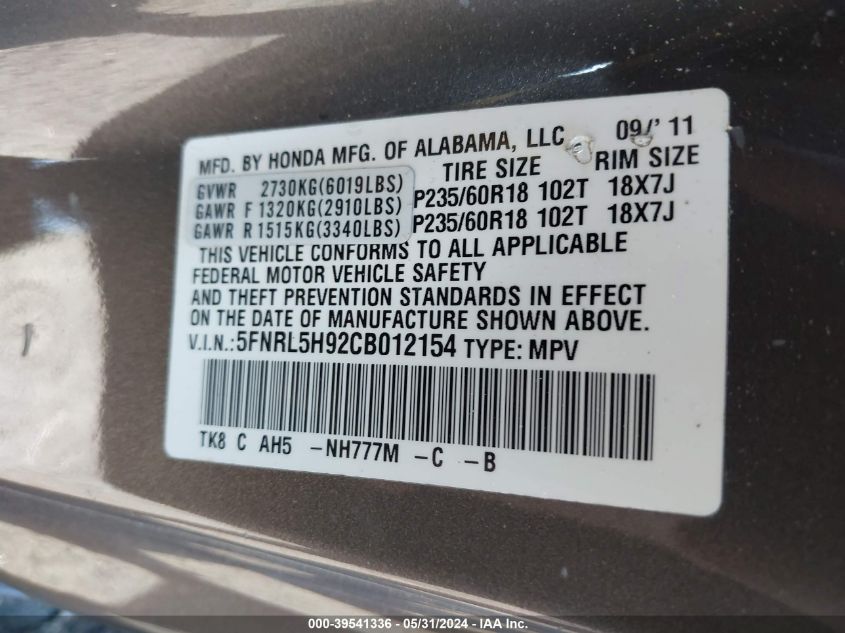 MFD. BY HONDA MFG. OF ALABAMA, LLC 09/' 11
TIRE SIZE RIM SIZE
GVWR 2730KG(6019LBS)
GAWR F 1320KG(2910LBS) P235/60R18 102T 18X7J
GAWR R 1515KG(3340LBS) P235/60R18 102T 18X7J
THIS VEHICLE CONFORMS TO ALL APPLICABLE
FEDERAL MOTOR VEHICLE SAFETY
AND THEFT PREVENTION STANDARDS IN EFFECT
ON THE DATE OF MANUFACTURE SHOWN ABOVE.
V.I.N.:5FNRL5H92CB012154 TYPE: MPV
TK8 C AH5 -NH777M -C -B
000-39541336 - 05/31/2024 - IAA Inc.